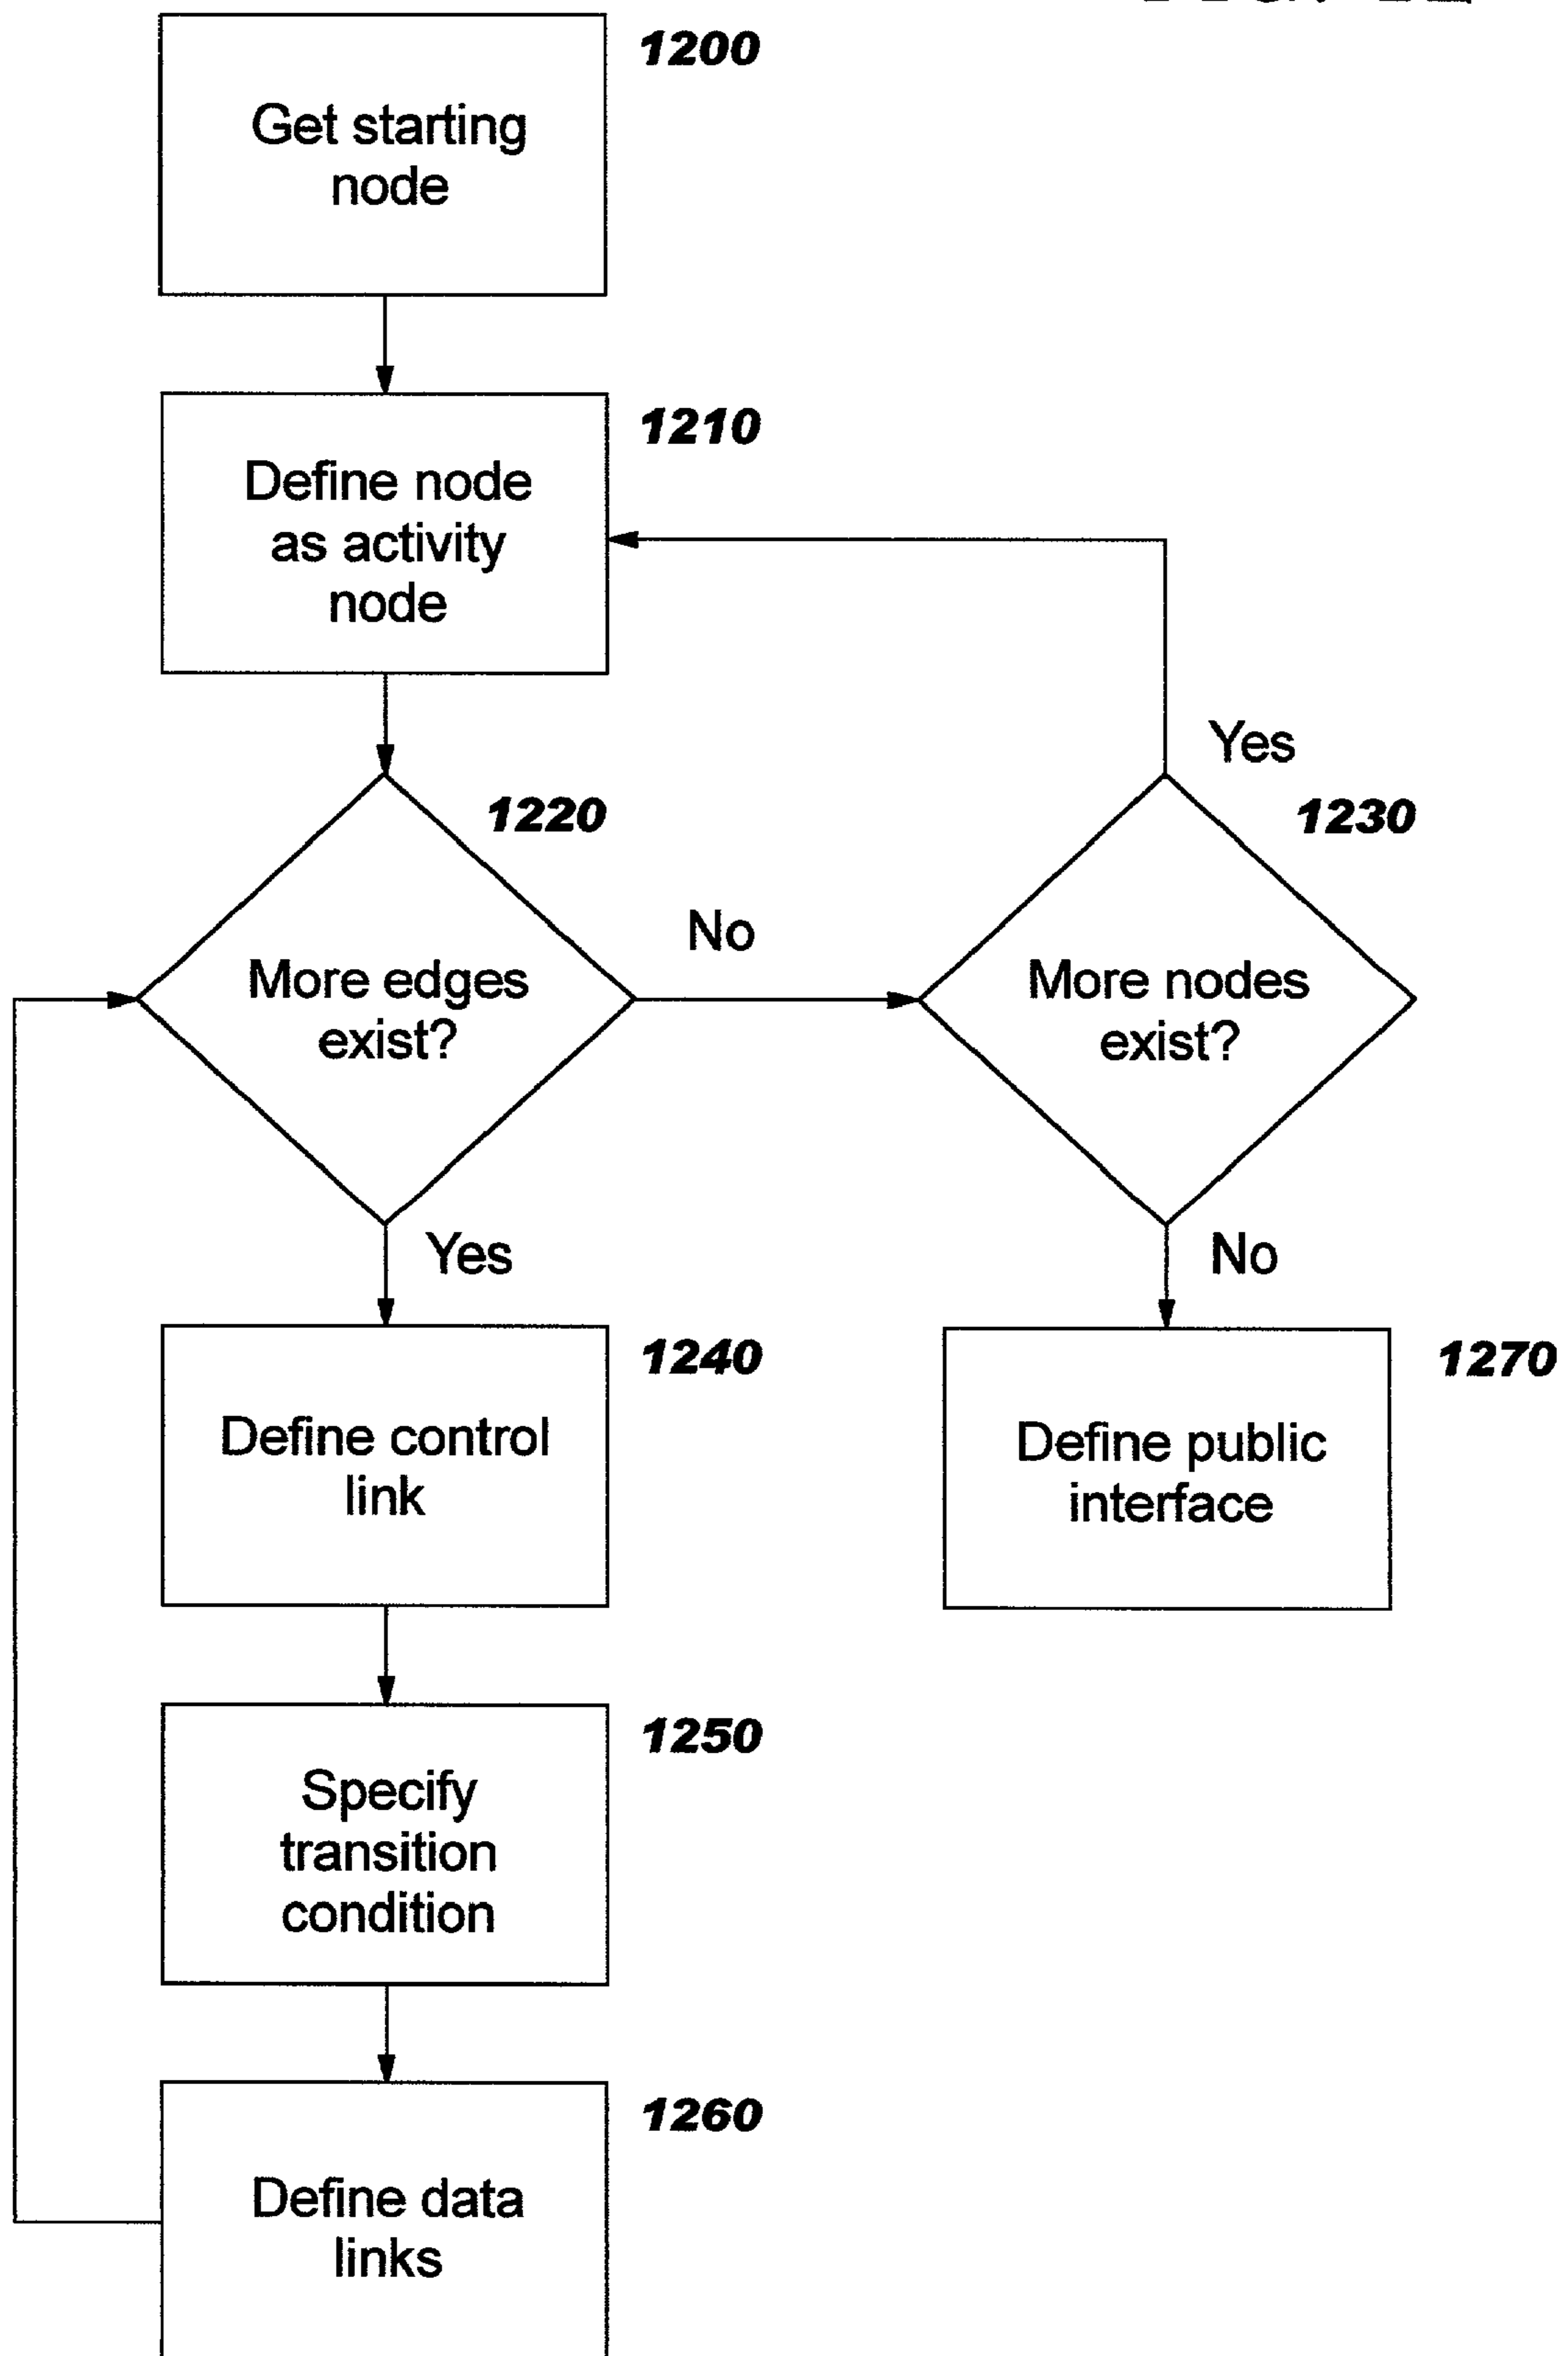 1200
Get starting
node
1210
Define node
as activity
node
Yes
1220
1230
No
More edges
exist?
More nodes
exist?
Yes
No
1240
1270
Define control
link
Define public
interface
1250
Specify
transition
condition
1260
Define data
links